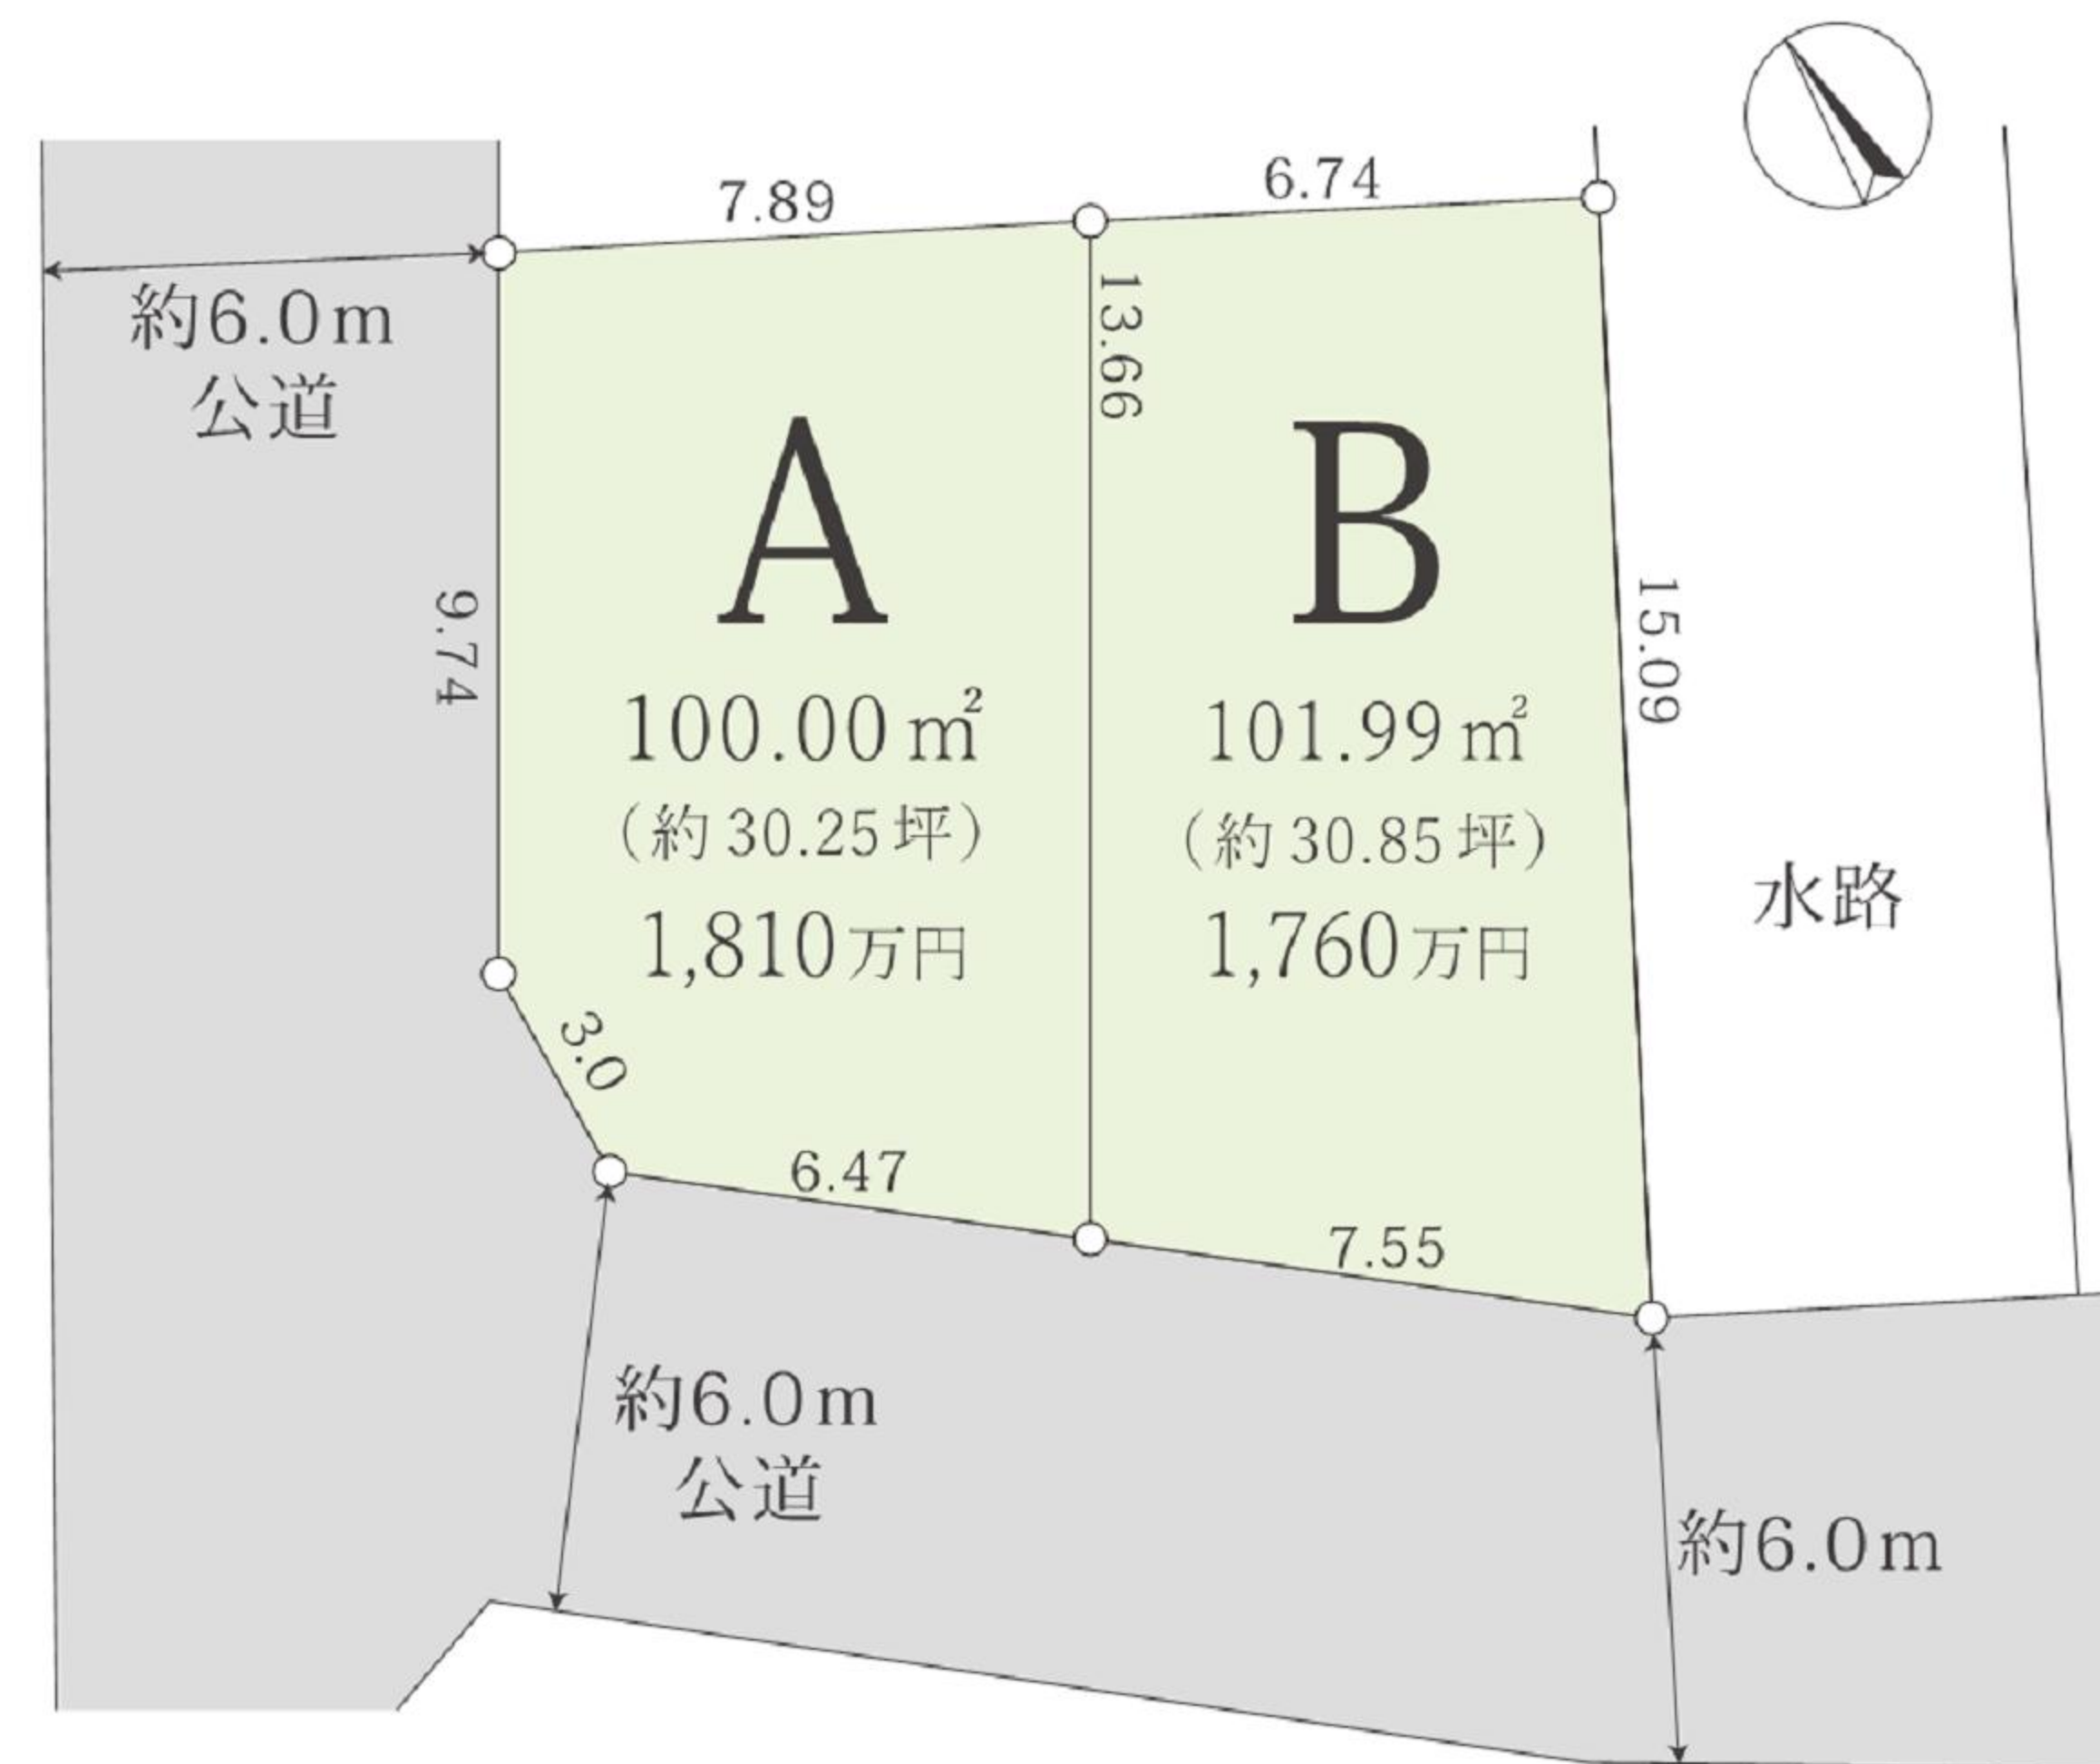 7.89
6.74
約6.0m
公道
13.66
9.74
A
100.00㎡
（約30.25坪）
1,810万円
B
101.99㎡
（約30.85坪）
1,760万円
15.09
水路
3.0
6.47
7.55
約6.0m
公道
約6.0m